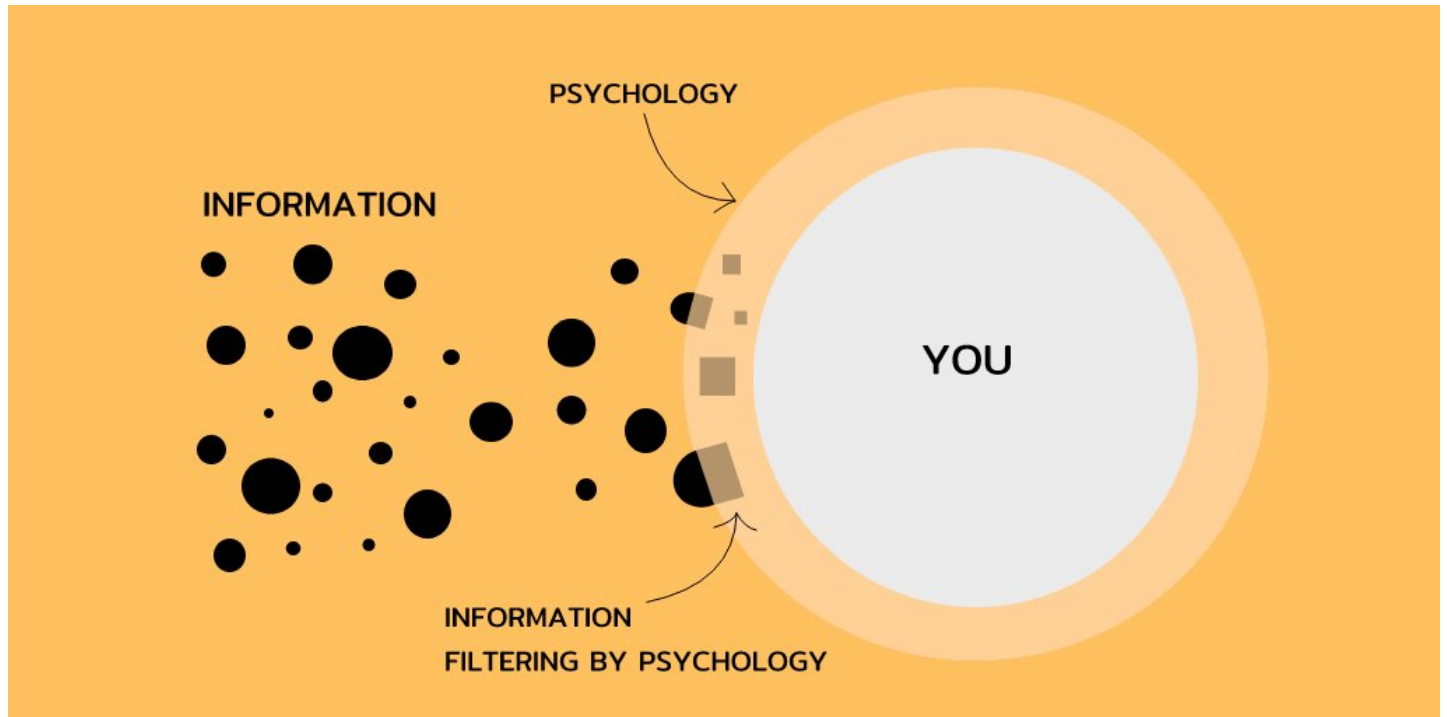 PSYCHOLOGY
INFORMATION
YOU
INFORMATION
FILTERING BY PSYCHOLOGY